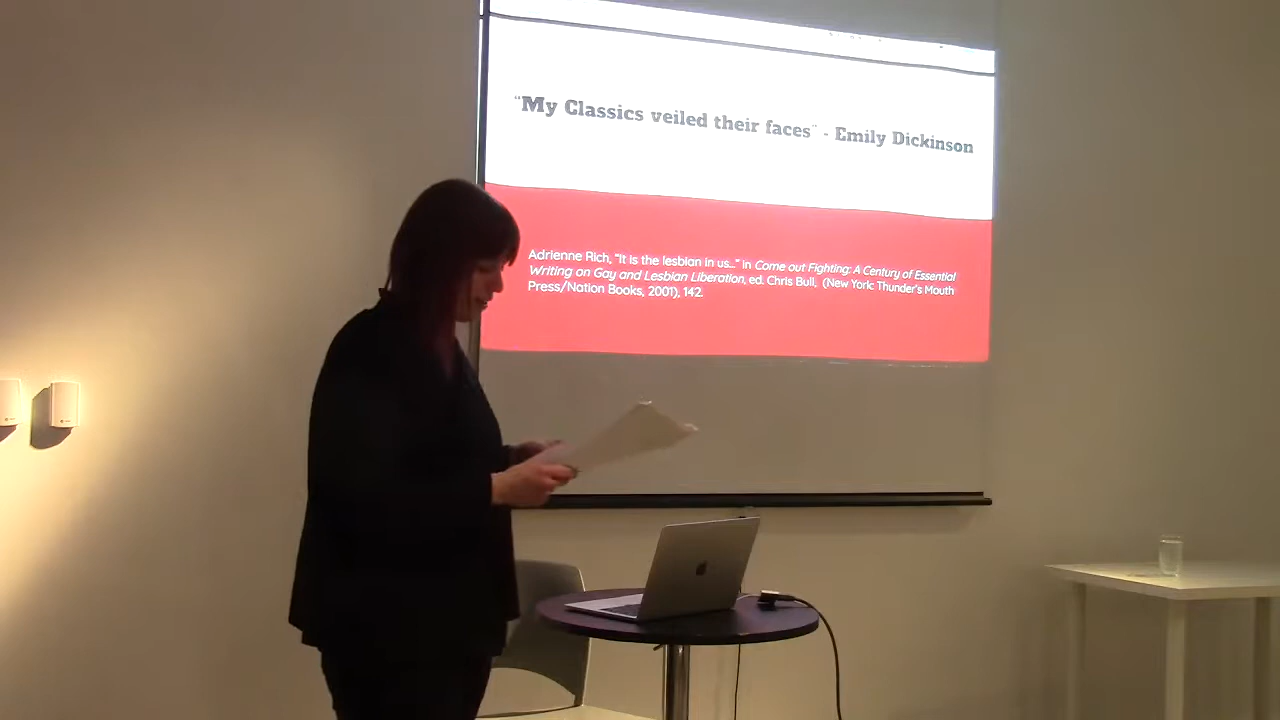 "My Classics veiled their faces" - Emily Dickinson
Adrienne Rich, "It is the lesbian in us..." in Come out Fighting: A Century of Essential
Writing on Gay and Lesbian Liberation, ed. Chris Bull, (New York: Thunder's Mouth
Press/Nation Books, 2001), 142.